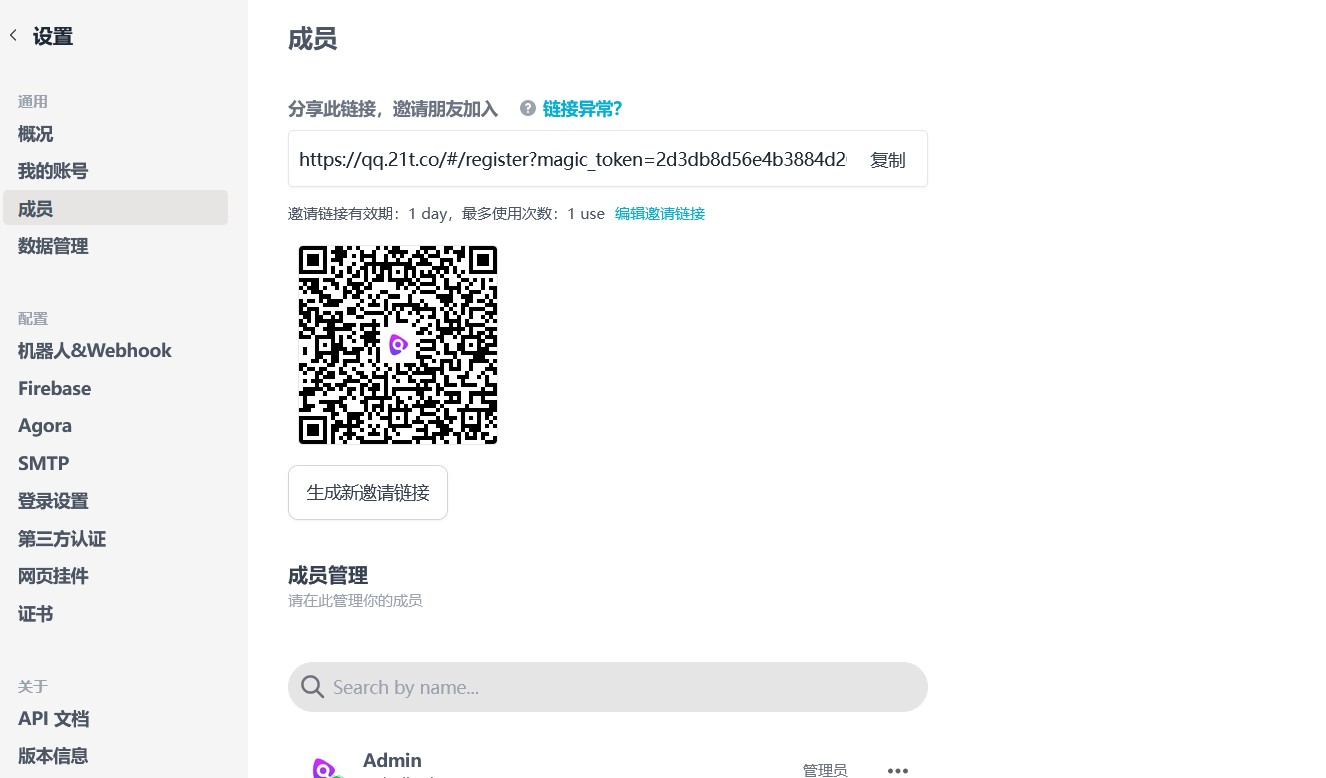 设置
通用
概况
我的账号
成员
数据管理
配置
机器人&Webhook
Firebase
Agora
SMTP
登录设置
第三方认证
网页挂件
证书
关于
API 文档
版本信息
成员
分享此链接，邀请朋友加入 ? 链接异常?
https://qq.21t.co/#/register?magic_token=2d3db8d56e4b3884d2 复制
邀请链接有效期：1 day，最多使用次数：1 use 编辑邀请链接
生成新邀请链接
成员管理
请在此管理你的成员
Search by name...
Admin
管理员